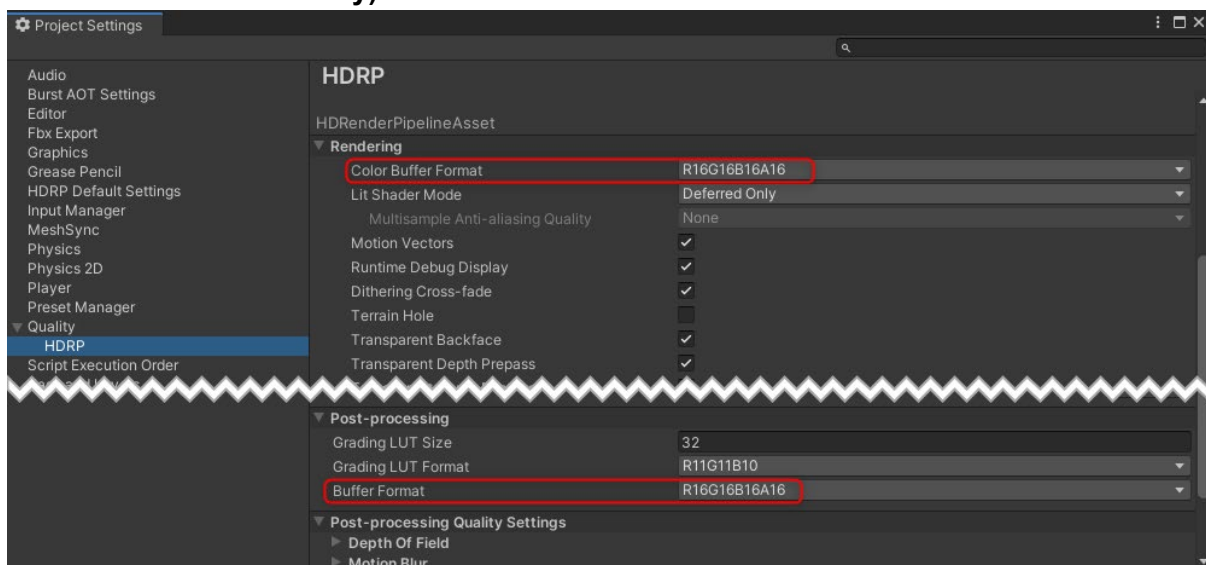 Project Settings
Audio
Burst AOT Settings
Editor
Fbx Export
Graphics
Grease Pencil
HDRP Default Settings
Input Manager
MeshSync
Physics
Physics 2D
Player
Preset Manager
Quality
HDRP
Script Execution Order
HDRP
HDRenderPipelineAsset
Rendering
Color Buffer Format R16G16B16A16
Lit Shader Mode Deferred Only
Multisample Anti-aliasing Quality None
Motion Vectors
Runtime Debug Display
Dithering Cross-fade
Terrain Hole
Transparent Backface
Transparent Depth Prepass
Post-processing
Grading LUT Size 32
Grading LUT Format R11G11B10
Buffer Format R16G16B16A16
Post-processing Quality Settings
Depth Of Field
Motion Blur